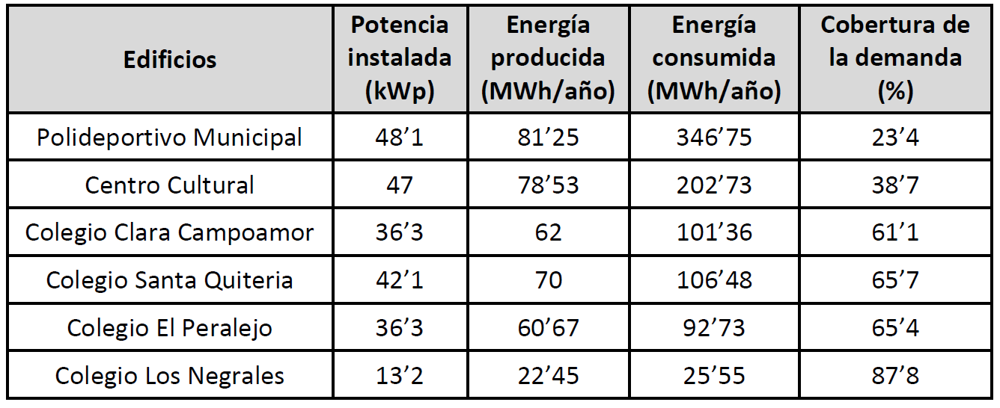 Edificios
Potencia
instalada
(kWp)
Energía
producida
(MWh/año)
Energía
consumida
(MWh/año)
Cobertura de
la demanda
(%)
Polideportivo Municipal 48’1 81’25 346’75 23’4
Centro Cultural 47 78’53 202’73 38’7
Colegio Clara Campoamor 36’3 62 101’36 61’1
Colegio Santa Quiteria 42’1 70 106’48 65’7
Colegio El Peralejo 36’3 60’67 92’73 65’4
Colegio Los Negrales 13’2 22’45 25’55 87’8